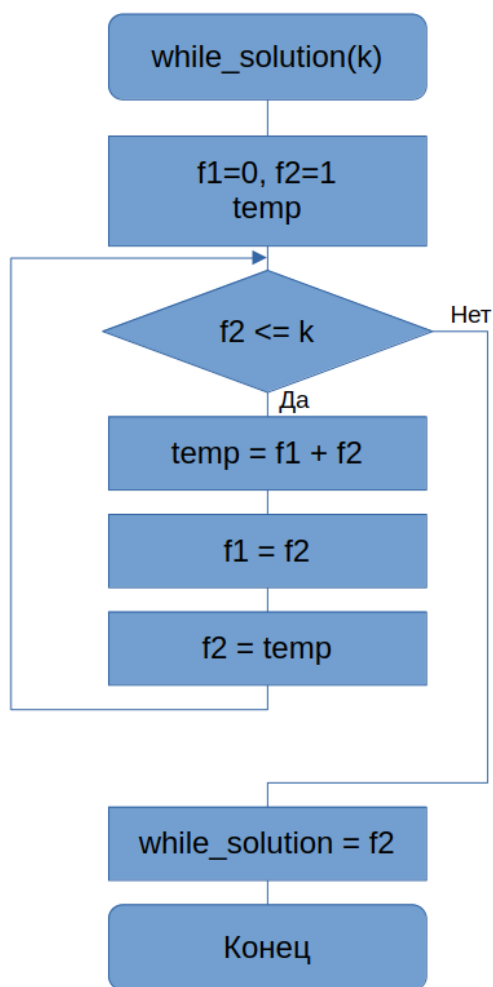 while_solution(k)
f1=0, f2=1
temp
f2 <= k
Нет
Да
temp = f1 + f2
f1 = f2
f2 = temp
while_solution = f2
Конец